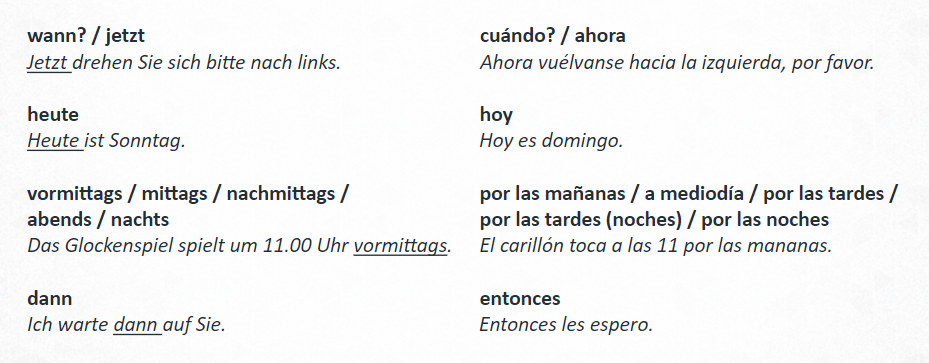 wann? / jetzt
Jetzt drehen Sie sich bitte nach links.
heute
Heute ist Sonntag.
vormittags / mittags / nachmittags /
abends / nachts
Das Glockenspiel spielt um 11.00 Uhr vormittags.
dann
Ich warte dann auf Sie.
cuándo? / ahora
Ahora vuélvanse hacia la izquierda, por favor.
hoy
Hoy es domingo.
por las mañanas / a mediodía / por las tardes /
por las tardes (noches) / por las noches
El carillón toca a las 11 por las mananas.
entonces
Entonces les espero.